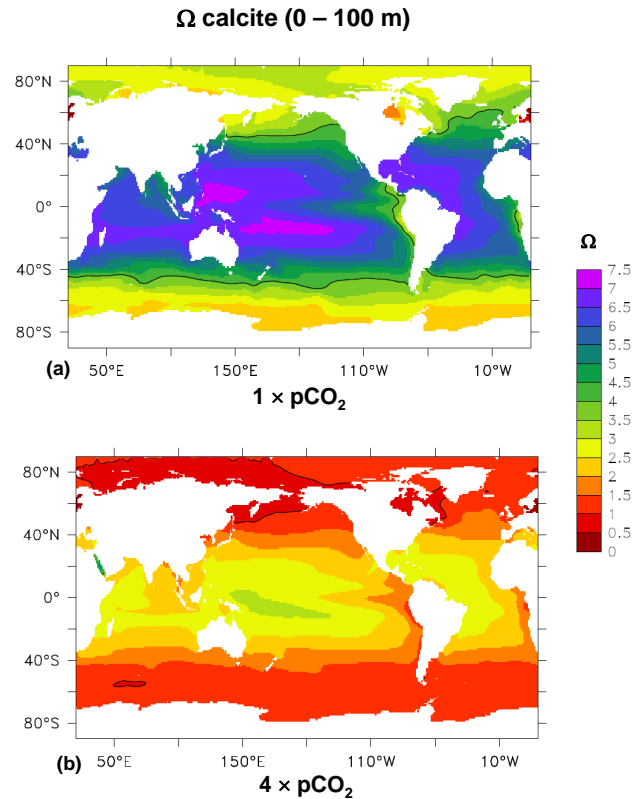 Ω calcite (0 – 100 m)
80°N
40°N
0°
40°S
80°S
(a)
50°E
150°E
110°W
10°W
1 × pCO₂
Ω
7.5
7
6.5
6
5.5
5
4.5
4
3.5
3
2.5
2
1.5
1
0.5
0
80°N
40°N
0°
40°S
80°S
(b)
50°E
150°E
110°W
10°W
4 × pCO₂